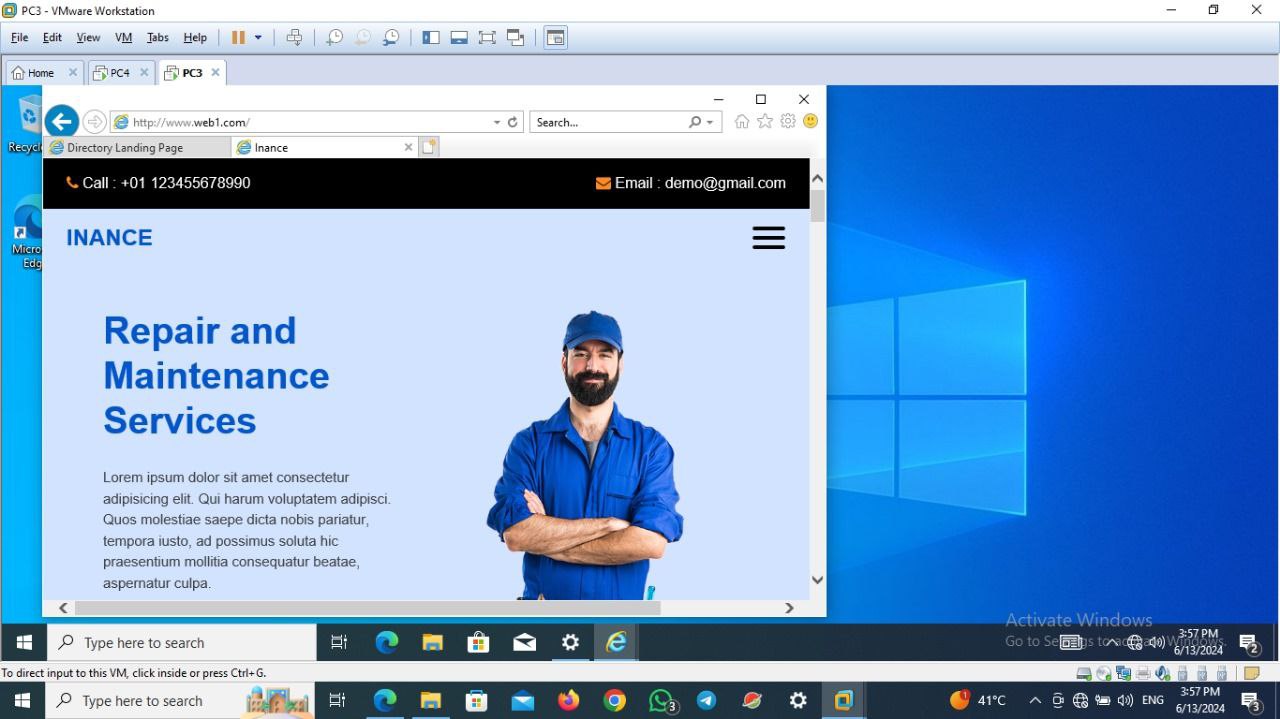 PC3 - VMware Workstation
File Edit View VM Tabs Help
Home PC4 PC3
http://www.web1.com/ Search...
Directory Landing Page Inance
Call : +01 123455678990 Email : demo@gmail.com
INANCE
Repair and
Maintenance
Services
Lorem ipsum dolor sit amet consectetur
adipisicing elit. Qui harum voluptatem adipisci.
Quos molestiae saepe dicta nobis pariatur,
tempora iusto, ad possimus soluta hic
praesentium mollitia consequatur beatae,
aspernatur culpa.
Recycle
Micro
Edg
Activate Windows
Go to Settings to activate Windows.
Type here to search
3:57 PM
6/13/2024
2
To direct input to this VM, click inside or press Ctrl+G.
Type here to search
3
1
41°C ENG
3:57 PM
6/13/2024
3